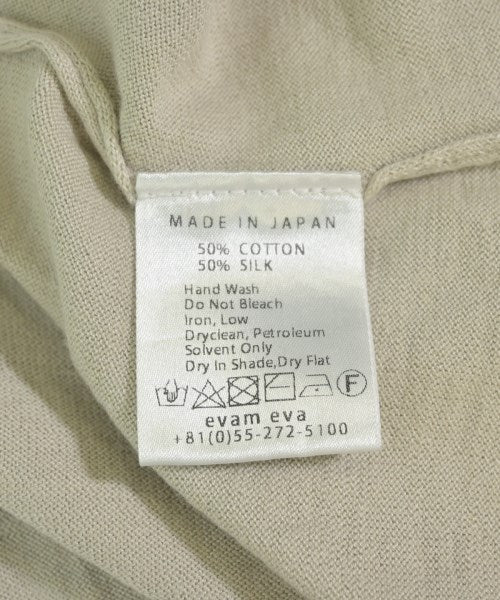 MADE IN JAPAN
50% COTTON
50% SILK
Hand Wash
Do Not Bleach
Iron, Low
Dryclean, Petroleum
Solvent Only
Dry In Shade,Dry Flat
F
evam eva
+81(0)55-272-5100